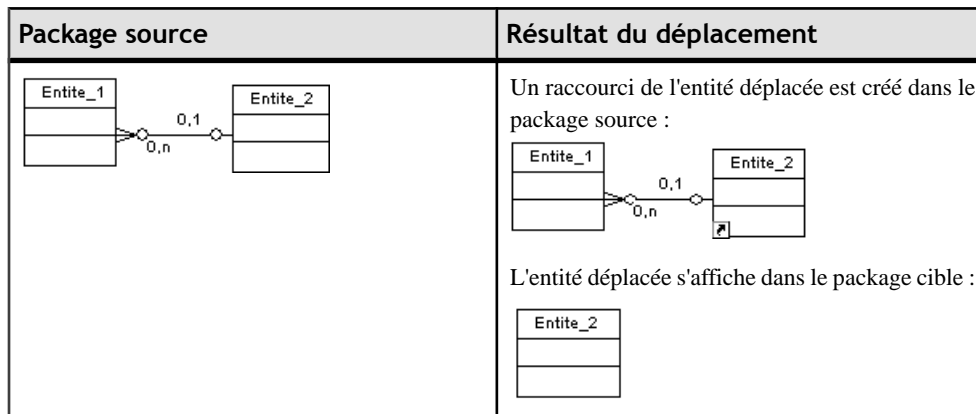 Package source
Résultat du déplacement
Entite_1
Entite_2
0,1
0,n
Un raccourci de l'entité déplacée est créé dans le
package source :
Entite_1
Entite_2
0,1
0,n
L'entité déplacée s'affiche dans le package cible :
Entite_2